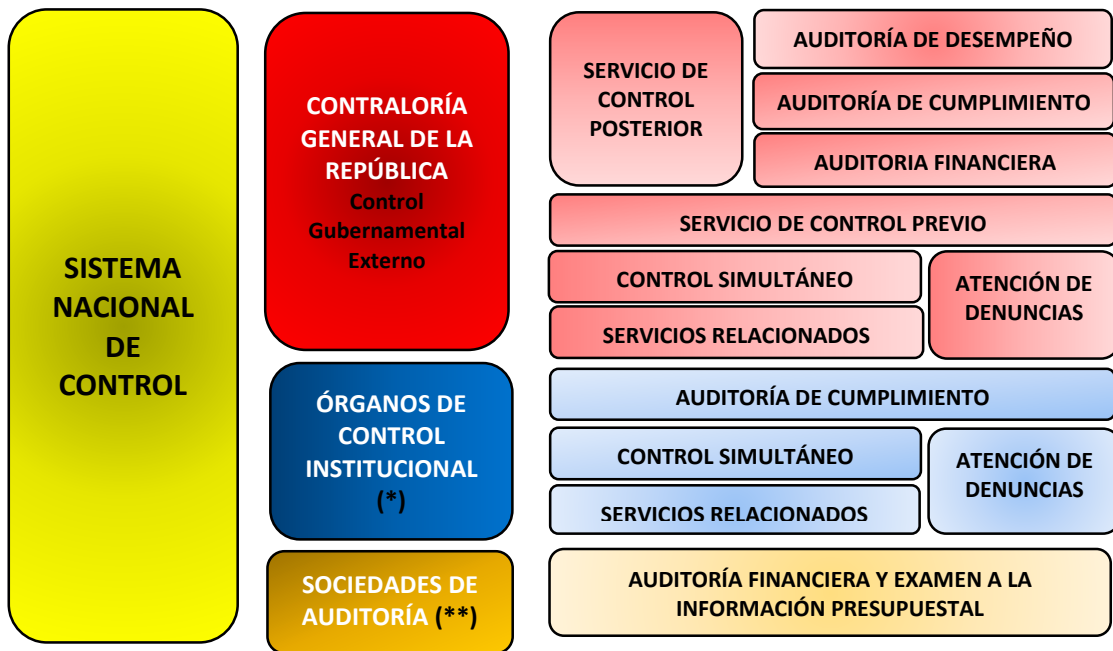 SISTEMA
NACIONAL
DE
CONTROL
CONTRALORÍA
GENERAL DE LA
REPÚBLICA
Control
Gubernamental
Externo
SERVICIO DE
CONTROL
POSTERIOR
AUDITORÍA DE DESEMPEÑO
AUDITORÍA DE CUMPLIMIENTO
AUDITORIA FINANCIERA
SERVICIO DE CONTROL PREVIO
CONTROL SIMULTÁNEO
SERVICIOS RELACIONADOS
ATENCIÓN DE
DENUNCIAS
ÓRGANOS DE
CONTROL
INSTITUCIONAL
(*)
AUDITORÍA DE CUMPLIMIENTO
CONTROL SIMULTÁNEO
SERVICIOS RELACIONADOS
ATENCIÓN DE
DENUNCIAS
SOCIEDADES DE
AUDITORÍA (**)
AUDITORÍA FINANCIERA Y EXAMEN A LA
INFORMACIÓN PRESUPUESTAL